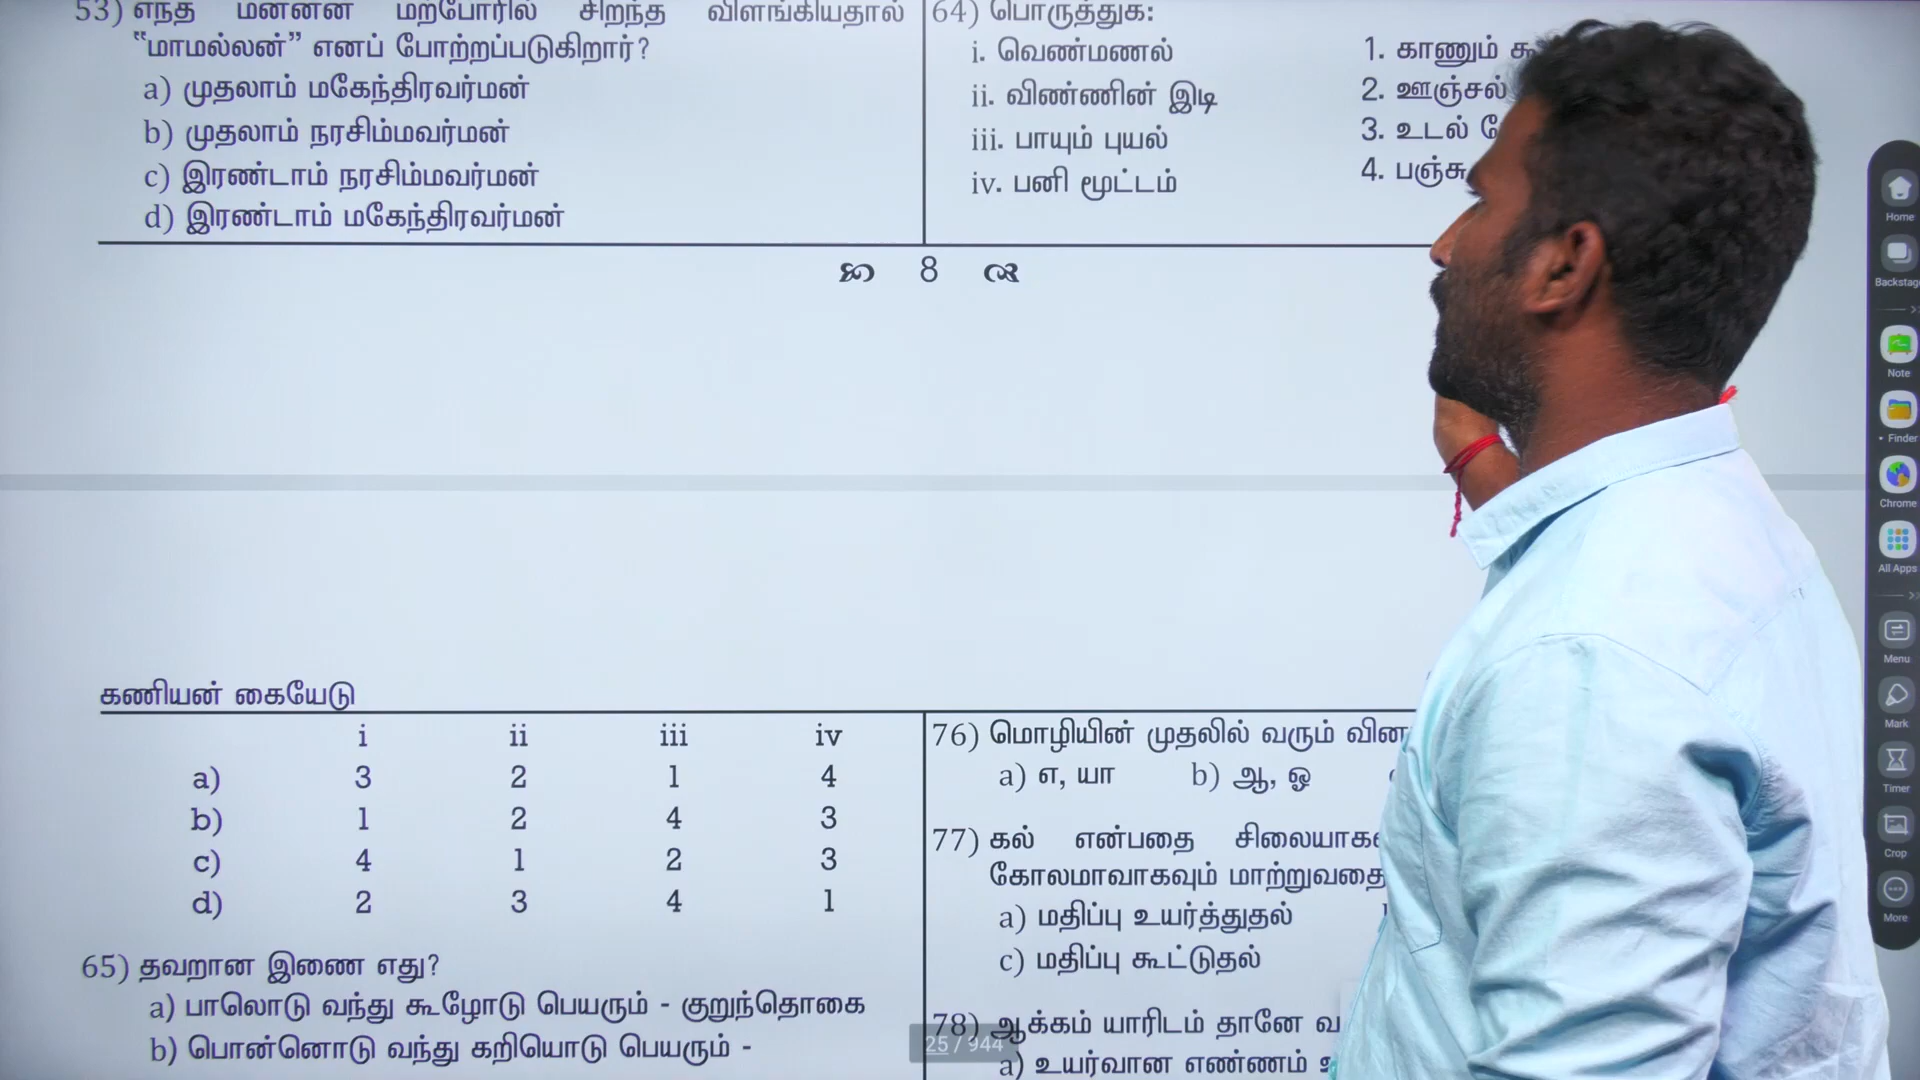 53) எந்த மன்னன் மற்போரில் சிறந்து விளங்கியதால்
“மாமல்லன்” எனப் போற்றப்படுகிறார்?
a) முதலாம் மகேந்திரவர்மன்
b) முதலாம் நரசிம்மவர்மன்
c) இரண்டாம் நரசிம்மவர்மன்
d) இரண்டாம் மகேந்திரவர்மன்
64) பொருத்துக:
i. வெண்மணல் 1. காணும்
ii. விண்ணின் இடி 2. ஊஞ்சல்
iii. பாயும் புயல் 3. உடல்
iv. பனி மூட்டம் 4. பஞ்சு
8
கணியன் கையேடு
i ii iii iv
a) 3 2 1 4
b) 1 2 4 3
c) 4 1 2 3
d) 2 3 4 1
65) தவறான இணை எது?
a) பாலொடு வந்து கூழோடு பெயரும் - குறுந்தொகை
b) பொன்னொடு வந்து கறியொடு பெயரும் -
76) மொழியின் முதலில் வரும்
a) எ, யா b) ஆ, ஓ
77) கல் என்பதை
கோலமாவாகவும் மாற்றுவதை
a) மதிப்பு உயர்த்துதல்
c) மதிப்பு கூட்டுதல்
78) ஆக்கம் யாரிடம் தானே
a) உயர்வான எண்ணம்
25 / 944
Home
Backstage
Note
Finder
Chrome
All Apps
Menu
Mark
Timer
Crop
More